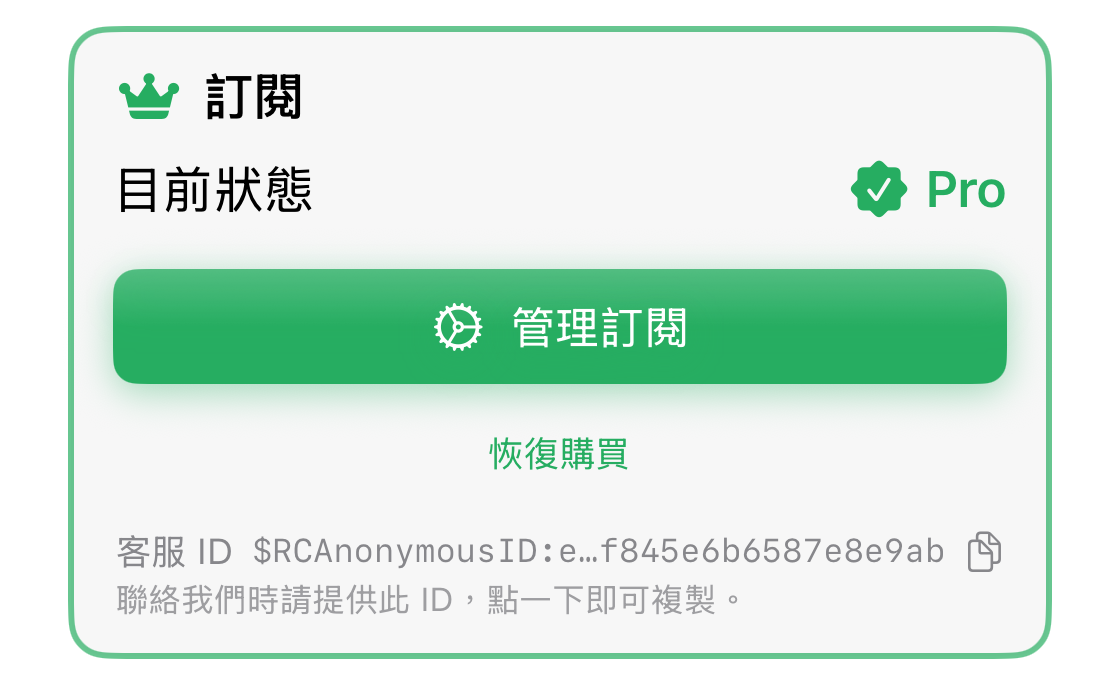 訂閱
目前狀態 Pro
管理訂閱
恢復購買
客服 ID $RCAnonymousID:e…f845e6b6587e8e9ab
聯絡我們時請提供此 ID，點一下即可複製。